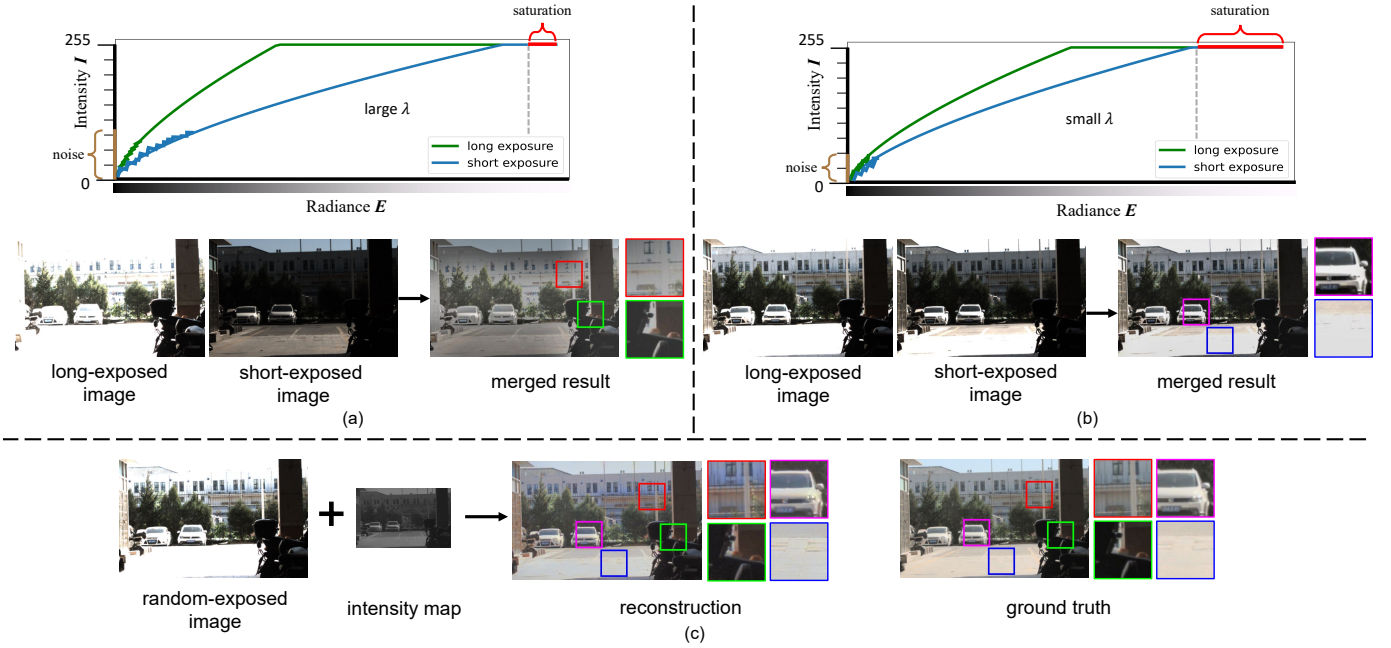 saturation
255
Intensity I
large λ
noise
long exposure
short exposure
0
Radiance E
long-exposed
image
short-exposed
image
merged result
(a)
saturation
255
Intensity I
small λ
noise
long exposure
short exposure
0
Radiance E
long-exposed
image
short-exposed
image
merged result
(b)
+
random-exposed
image
intensity map
reconstruction
ground truth
(c)